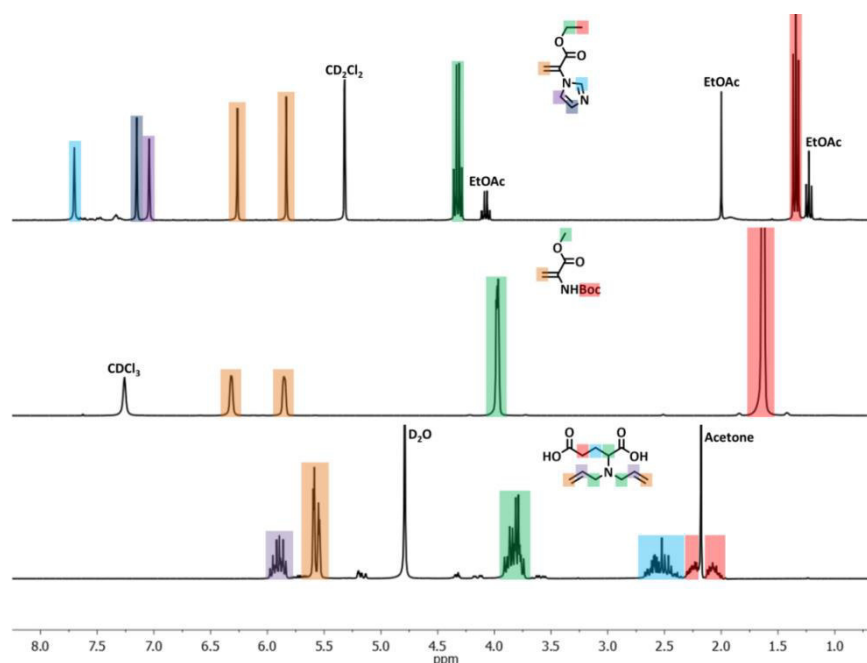 O
O
N
N
CD₂Cl₂
EtOAc
EtOAc
EtOAc
O
O
NHBoc
CDCl₃
D₂O
O O
HO OH
N
Acetone
8.0 7.5 7.0 6.5 6.0 5.5 5.0 4.5 4.0 3.5 3.0 2.5 2.0 1.5 1.0
ppm